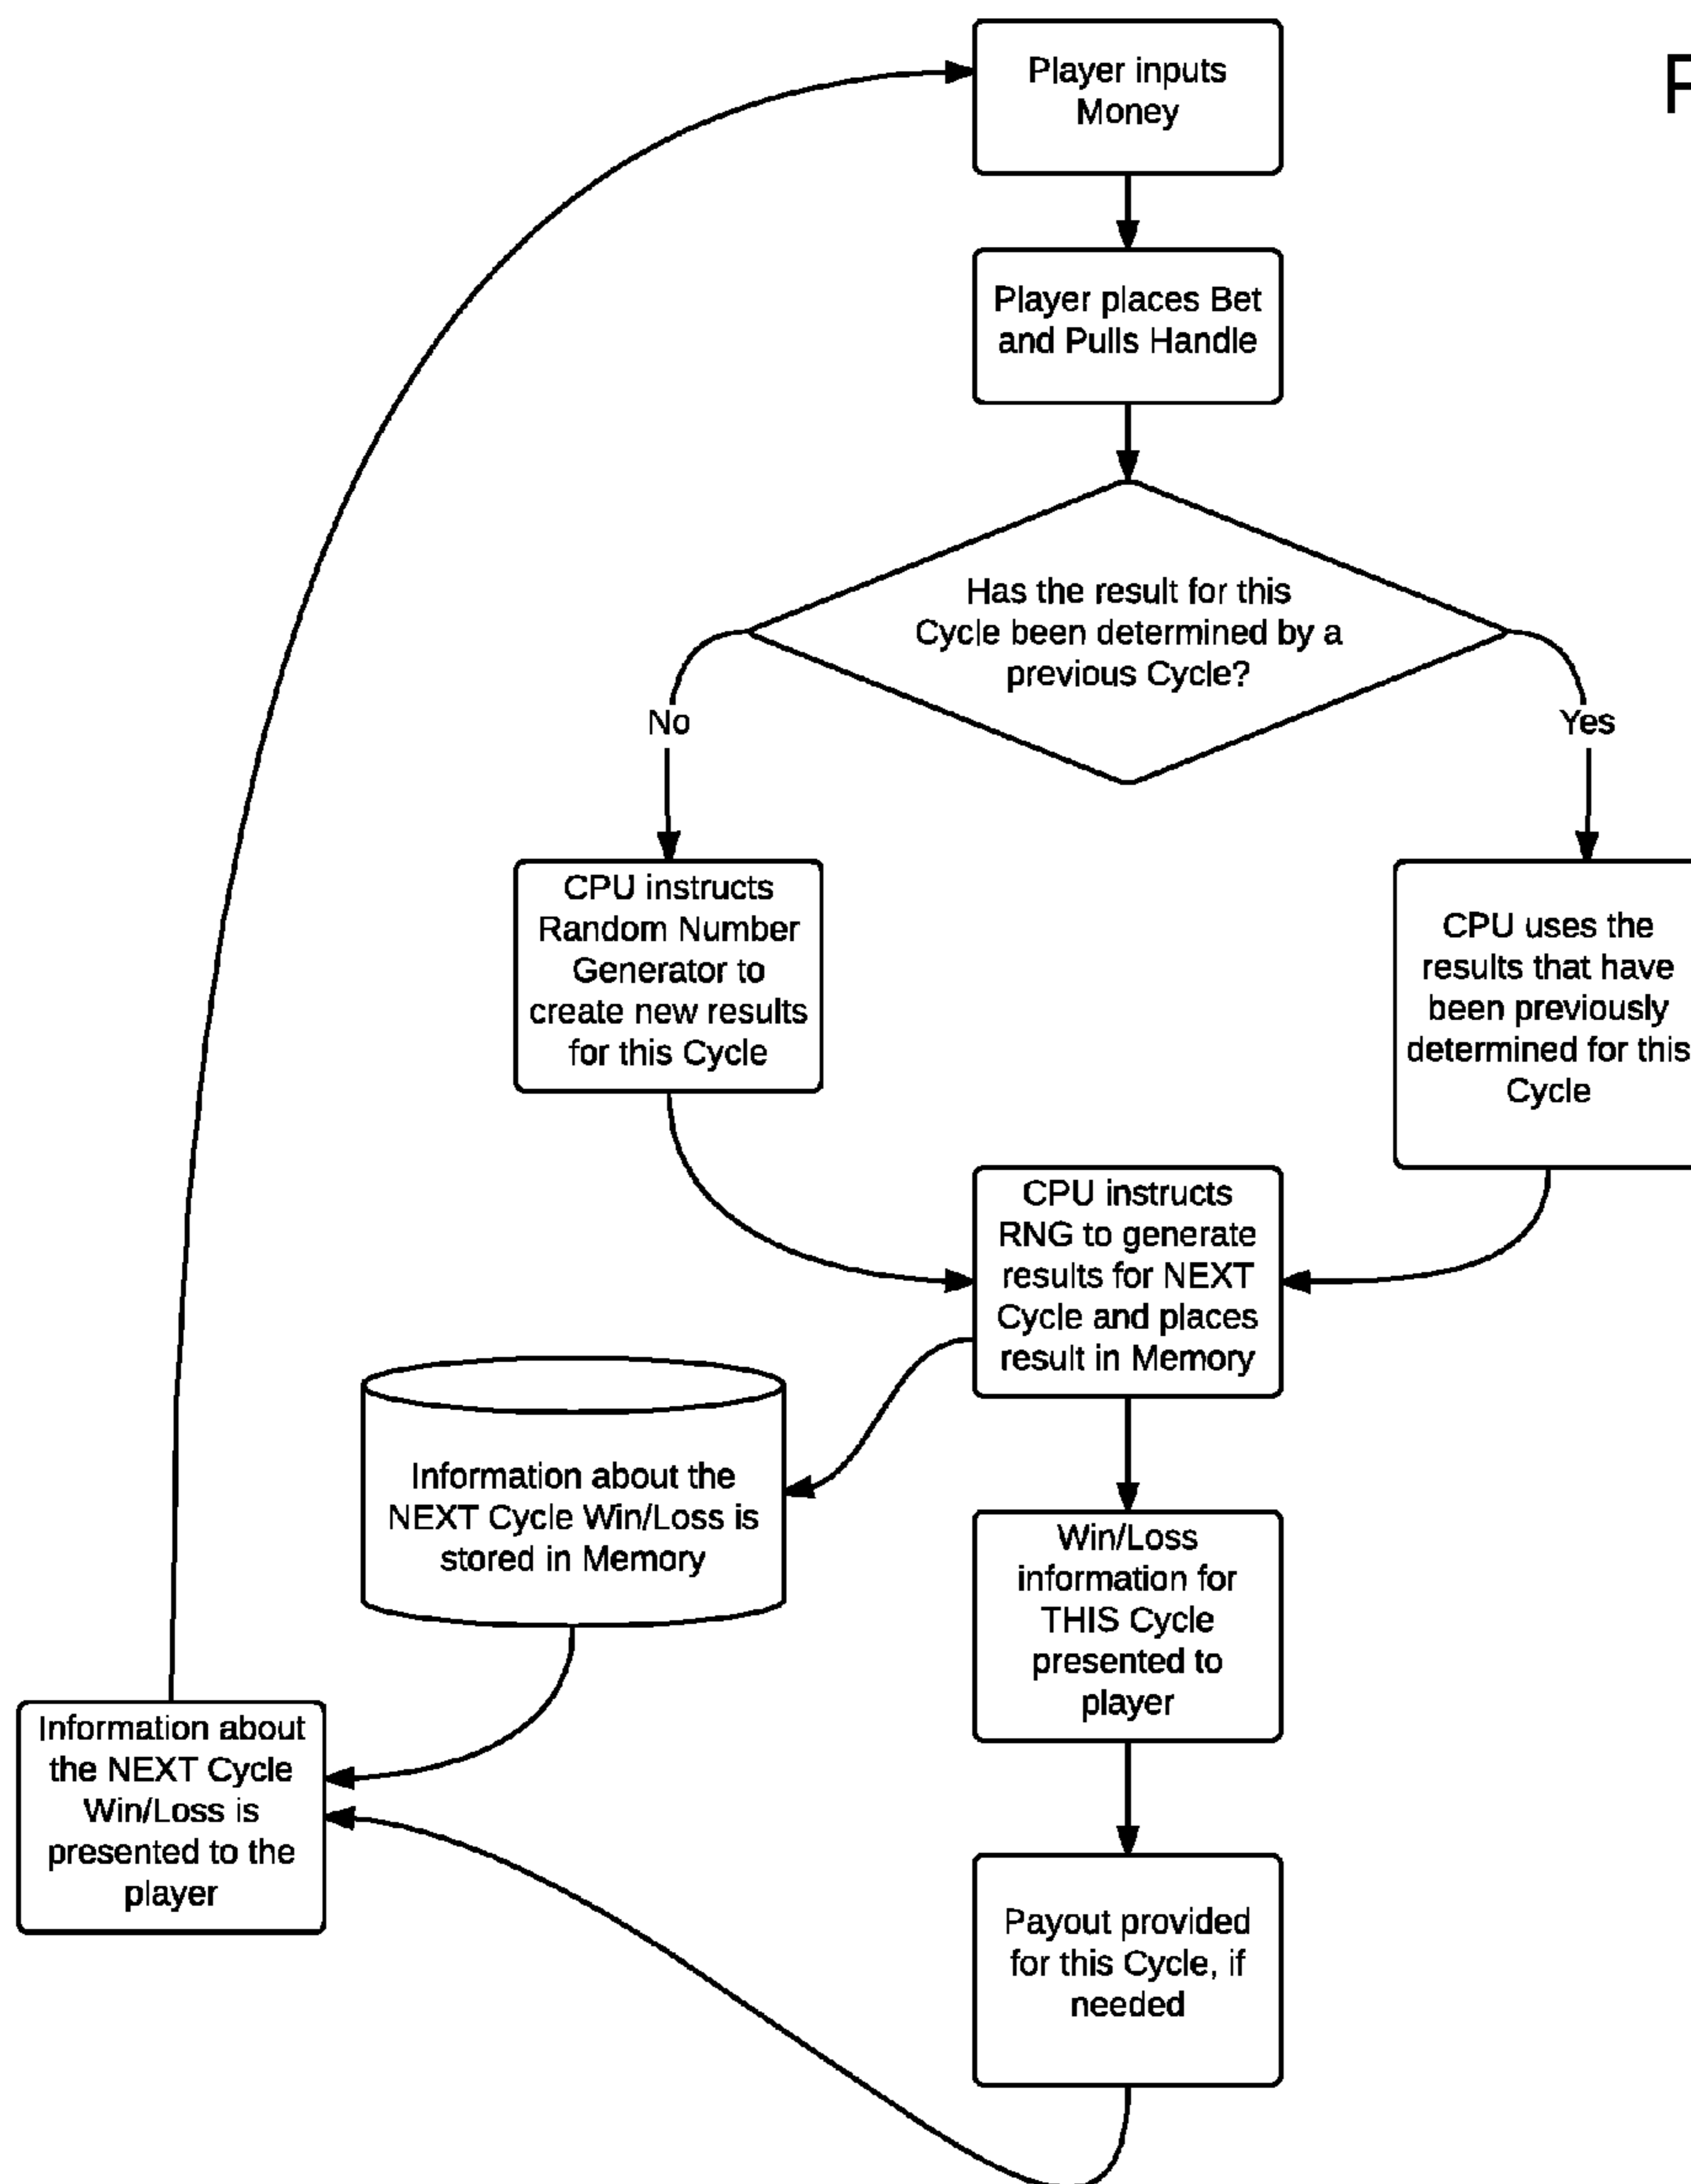 Player inputs
Money
Player places Bet
and Pulls Handle
Has the result for this
Cycle been determined by a
previous Cycle?
No
Yes
CPU instructs
Random Number
Generator to
create new results
for this Cycle
CPU uses the
results that have
been previously
determined for this
Cycle
CPU instructs
RNG to generate
results for NEXT
Cycle and places
result in Memory
Information about the
NEXT Cycle Win/Loss is
stored in Memory
Win/Loss
information for
THIS Cycle
presented to
player
Information about
the NEXT Cycle
Win/Loss is
presented to the
player
Payout provided
for this Cycle, if
needed